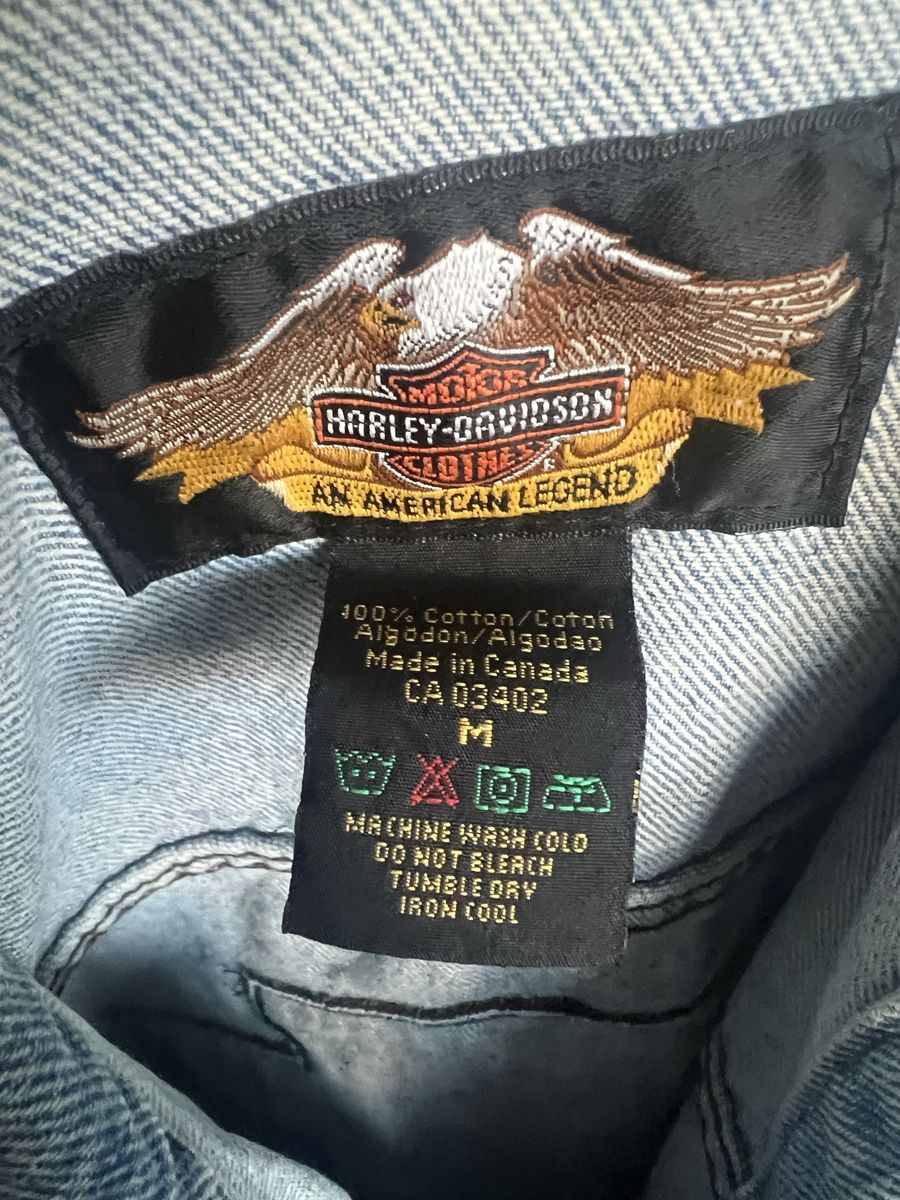 MOTOR
HARLEY-DAVIDSON
CLOTHES
®
AN AMERICAN LEGEND
100% Cotton/Coton
Algodon/Algodao
Made in Canada
CA 03402
M
MACHINE WASH COLD
DO NOT BLEACH
TUMBLE DRY
IRON COOL